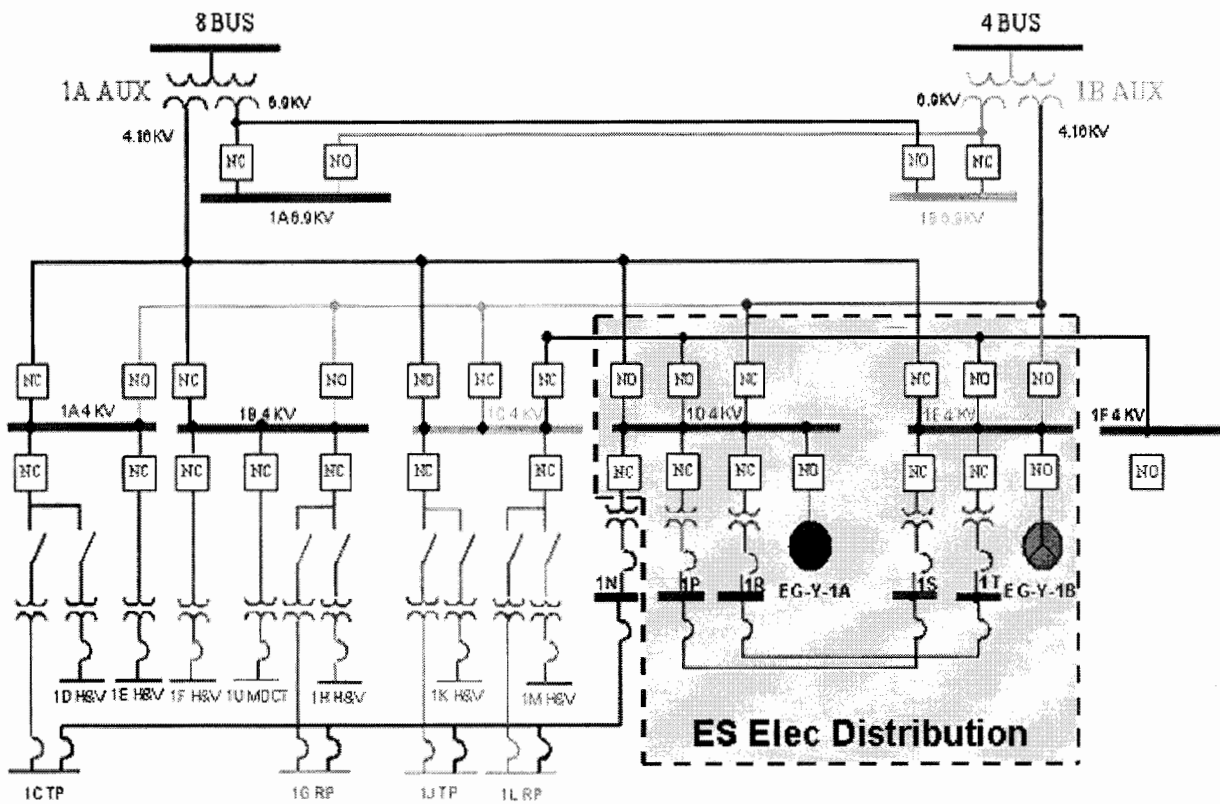 8 BUS
4 BUS
1A AUX
6.9KV
6.9KV
1B AUX
4.16KV
4.16KV
NC
NO
NO
NC
1A 6.9KV
1B 6.9KV
NC
NO
NC
NO
NO
NC
NC
NO
NO
NC
NC
NO
NO
1A 4 KV
1B 4 KV
1C 4 KV
1D 4 KV
1E 4 KV
1F 4 KV
NC
NC
NC
NC
NC
NC
NC
NC
NC
NC
NO
NC
NC
NO
NO
1N
1P
1R
EG-Y-1A
1S
1T
EG-Y-1B
1D H&V
1E H&V
1F H&V
1U MDCT
1H H&V
1K H&V
1M H&V
ES Elec Distribution
1C TP
1G RP
1J TP
1L RP